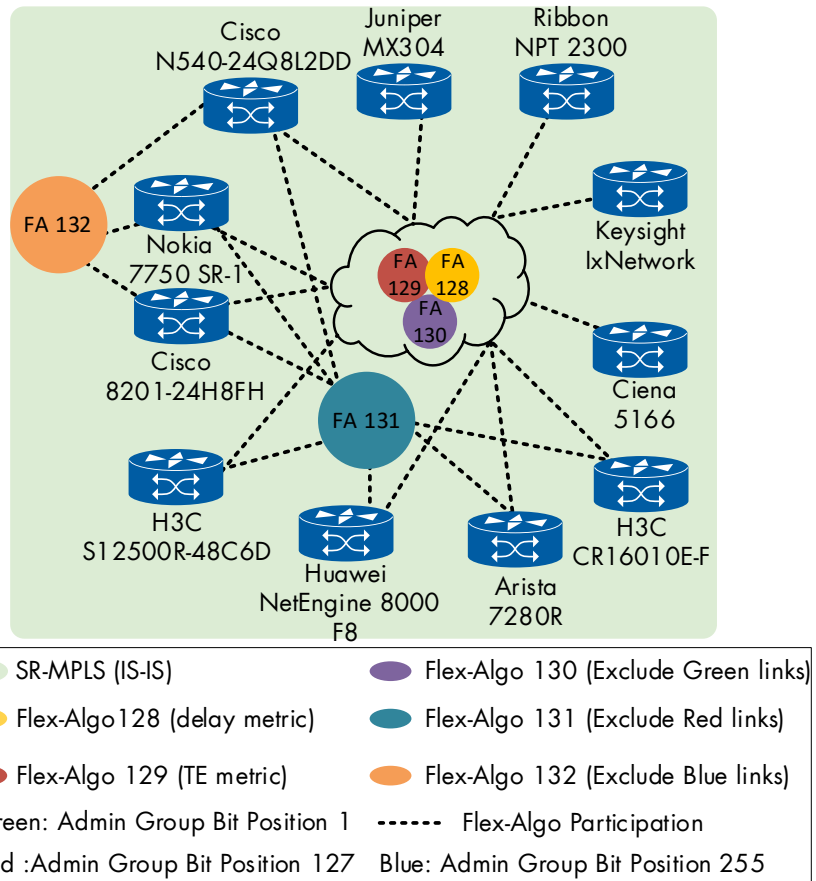 Cisco
N540-24Q8L2DD
Juniper
MX304
Ribbon
NPT 2300
FA 132
Nokia
7750 SR-1
Keysight
IxNetwork
FA
129
FA
128
FA
130
Cisco
8201-24H8FH
Ciena
5166
FA 131
H3C
S12500R-48C6D
Huawei
NetEngine 8000
F8
Arista
7280R
H3C
CR16010E-F
SR-MPLS (IS-IS)
Flex-Algo 130 (Exclude Green links)
Flex-Algo128 (delay metric)
Flex-Algo 131 (Exclude Red links)
Flex-Algo 129 (TE metric)
Flex-Algo 132 (Exclude Blue links)
reen: Admin Group Bit Position 1
Flex-Algo Participation
d :Admin Group Bit Position 127
Blue: Admin Group Bit Position 255